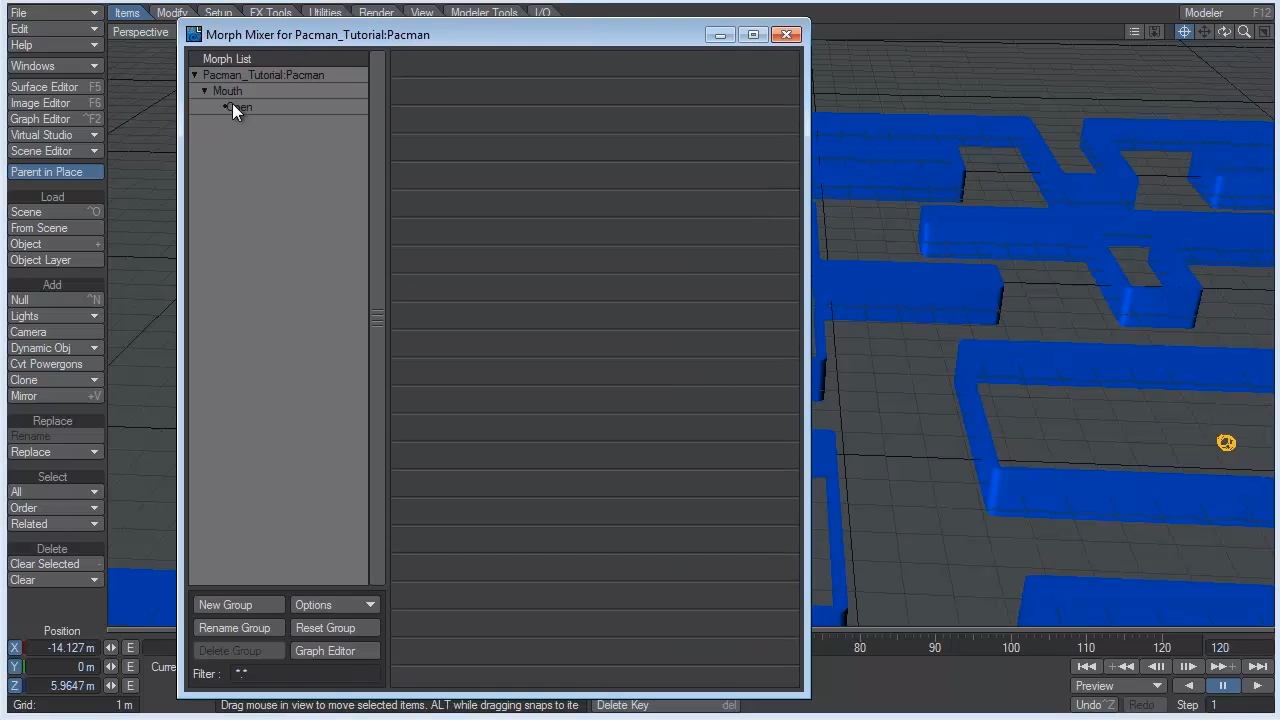 File
Items
Modify
Setup
FX Tools
Utilities
Render
View
Modeler Tools
I/O
Modeler F12
Edit
Perspective
Morph Mixer for Pacman_Tutorial:Pacman
Help
Morph List
Windows
Pacman_Tutorial:Pacman
Surface Editor F5
Mouth
Image Editor F6
Graph Editor ^F2
Virtual Studio
Scene Editor
Parent in Place
Load
Scene ^O
From Scene
Object +
Object Layer
Add
Null ^N
Lights
Camera
Dynamic Obj
Cvt Powergons
Clone
Mirror +V
Replace
Rename
Replace
Select
All
Order
Related
Delete
Clear Selected -
Clear
New Group
Options
Rename Group
Reset Group
Delete Group
Graph Editor
Filter : *.*
Position
X -14.127 m E
Y 0 m E Curre
Z 5.9647 m E
Grid: 1 m
80 90 100 110 120 120
Preview
Drag mouse in view to move selected items. ALT while dragging snaps to ite
Delete Key del
Undo ^Z
Redo
Step 1